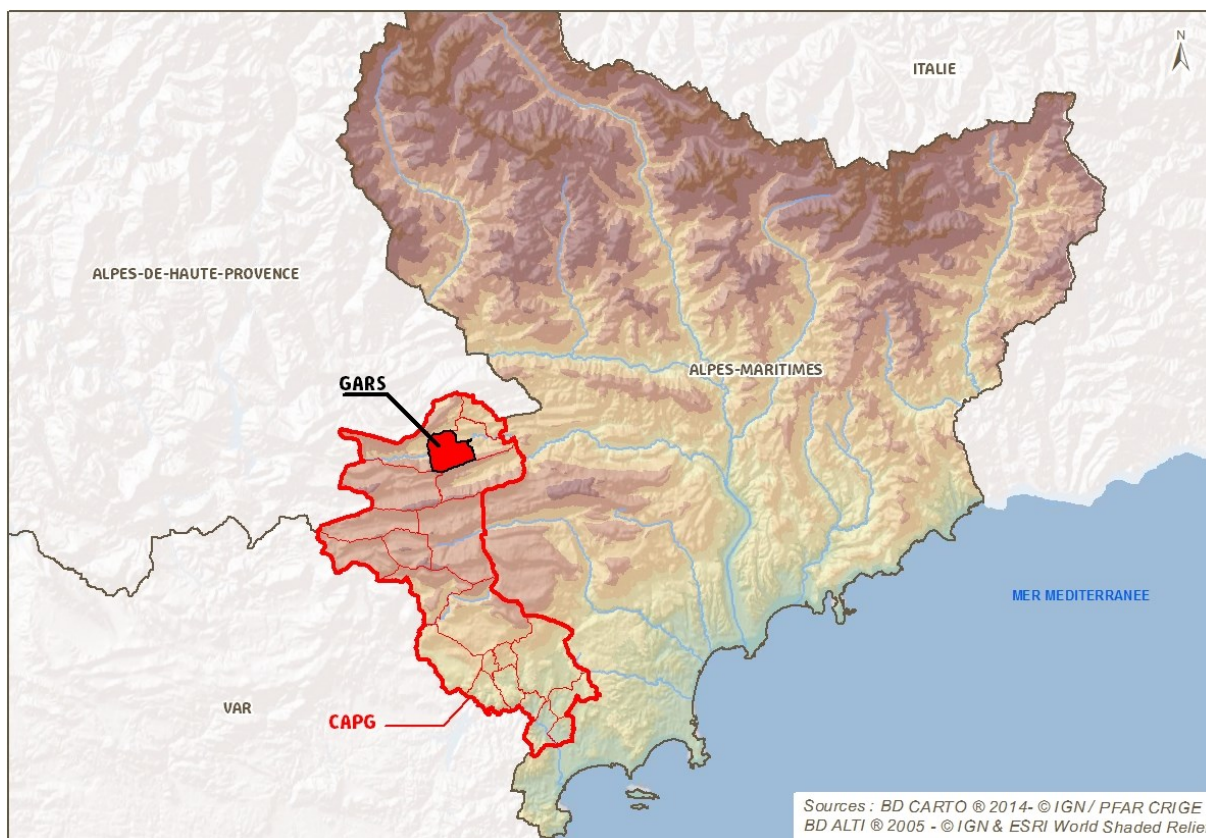 N
ITALIE
ALPES-DE-HAUTE-PROVENCE
ALPES-MARITIMES
GARS
MER MEDITERRANEE
VAR
CAPG
Sources : BD CARTO ® 2014- © IGN / PFAR CRIGE
BD ALTI ® 2005 - © IGN & ESRI World Shaded Relie